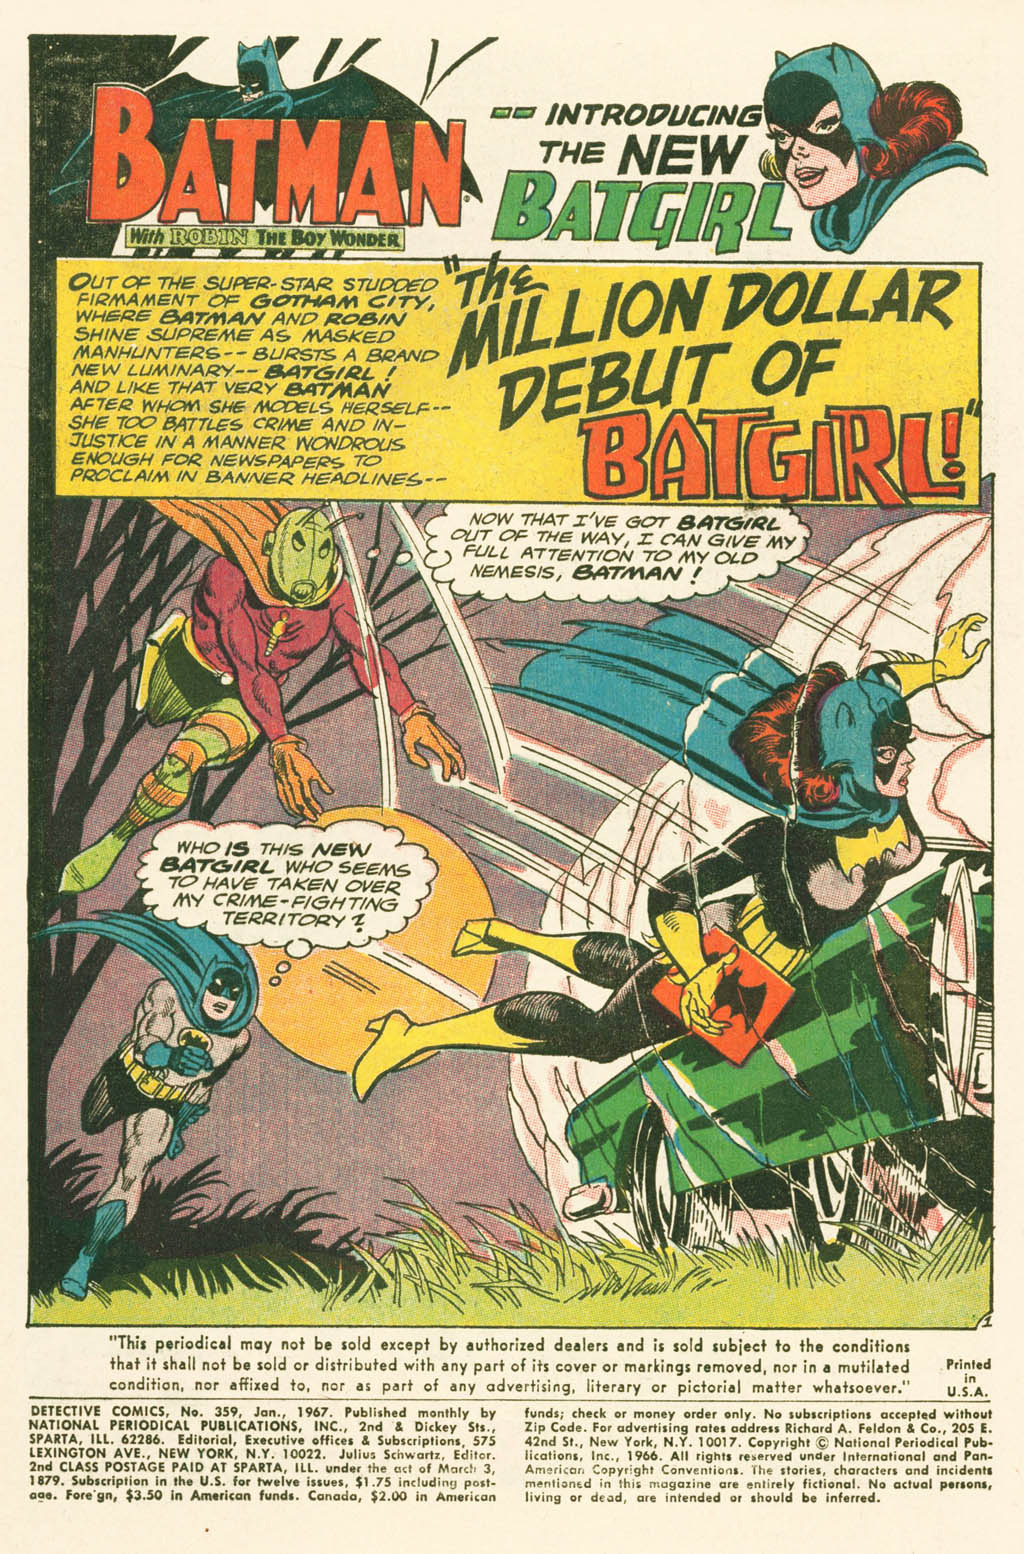 BATMAN
With ROBIN THE BOY WONDER
-- INTRODUCING
THE NEW
BATGIRL
OUT OF THE SUPER-STAR STUDDED
FIRMAMENT OF GOTHAM CITY,
WHERE BATMAN AND ROBIN
SHINE SUPREME AS MASKED
MANHUNTERS-- BURSTS A BRAND
NEW LUMINARY-- BATGIRL!
AND LIKE THAT VERY BATMAN
AFTER WHOM SHE MODELS HERSELF--
SHE TOO BATTLES CRIME AND IN-
JUSTICE IN A MANNER WONDROUS
ENOUGH FOR NEWSPAPERS TO
PROCLAIM IN BANNER HEADLINES--
"The
MILLION DOLLAR
DEBUT OF
BATGIRL!"
NOW THAT I'VE GOT BATGIRL
OUT OF THE WAY, I CAN GIVE MY
FULL ATTENTION TO MY OLD
NEMESIS, BATMAN!
WHO IS THIS NEW
BATGIRL WHO SEEMS
TO HAVE TAKEN OVER
MY CRIME-FIGHTING
TERRITORY?
1
"This periodical may not be sold except by authorized dealers and is sold subject to the conditions
that it shall not be sold or distributed with any part of its cover or markings removed, nor in a mutilated
condition, nor affixed to, nor as part of any advertising, literary or pictorial matter whatsoever."
Printed
in
U.S.A.
DETECTIVE COMICS, No. 359, Jan., 1967. Published monthly by
NATIONAL PERIODICAL PUBLICATIONS, INC., 2nd & Dickey Sts.,
SPARTA, ILL. 62286. Editorial, Executive offices & Subscriptions, 575
LEXINGTON AVE., NEW YORK, N.Y. 10022. Julius Schwartz, Editor.
2nd CLASS POSTAGE PAID AT SPARTA, ILL. under the act of March 3,
1879. Subscription in the U.S. for twelve issues, $1.75 including post-
age. Foreign, $3.50 in American funds. Canada, $2.00 in American
funds; check or money order only. No subscriptions accepted without
Zip Code. For advertising rates address Richard A. Feldon & Co., 205 E.
42nd St., New York, N.Y. 10017. Copyright © National Periodical Pub-
lications, Inc., 1966. All rights reserved under International and Pan-
American Copyright Conventions. The stories, characters and incidents
mentioned in this magazine are entirely fictional. No actual persons,
living or dead, are intended or should be inferred.